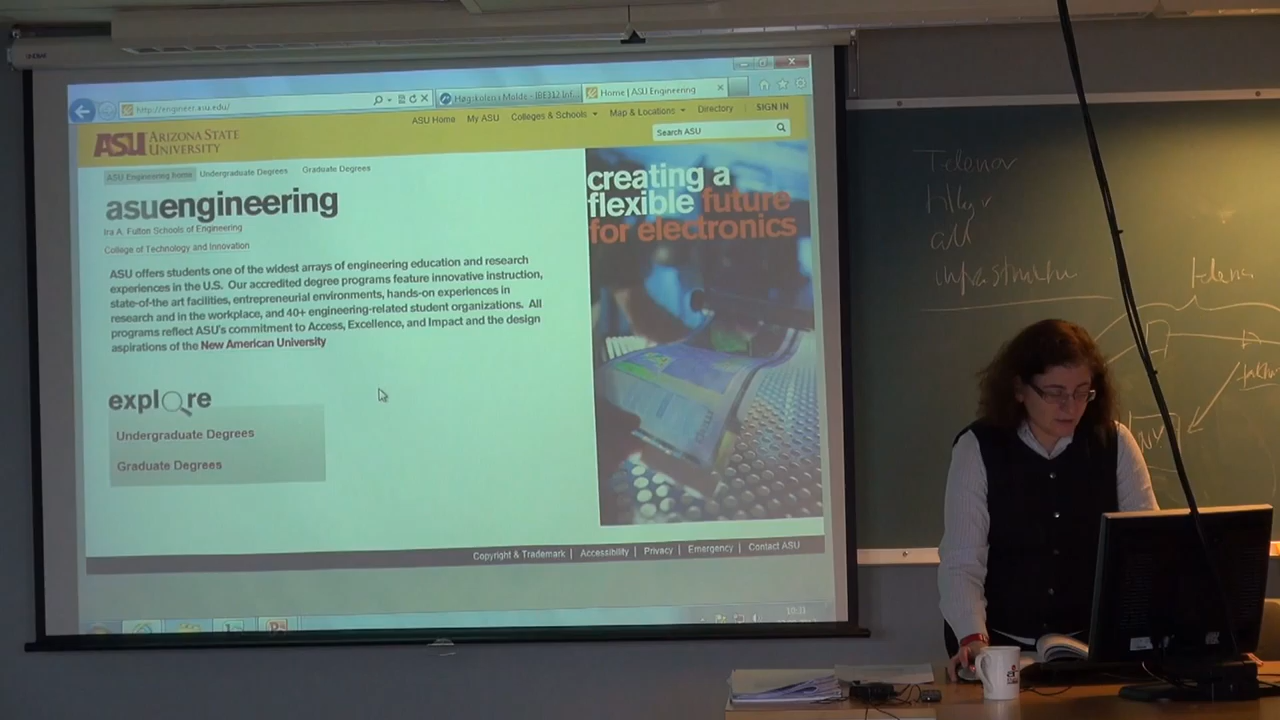 http://engineer.asu.edu/
Høgskolen i Molde - IBE312 Inf...
Home | ASU Engineering
ASU Home
My ASU
Colleges & Schools
Map & Locations
Directory
SIGN IN
Search ASU
ASU ARIZONA STATE
UNIVERSITY
ASU Engineering home
Undergraduate Degrees
Graduate Degrees
asuengineering
Ira A. Fulton Schools of Engineering
College of Technology and Innovation
ASU offers students one of the widest arrays of engineering education and research
experiences in the U.S. Our accredited degree programs feature innovative instruction,
state-of-the art facilities, entrepreneurial environments, hands-on experiences in
research and in the workplace, and 40+ engineering-related student organizations. All
programs reflect ASU's commitment to Access, Excellence, and Impact and the design
aspirations of the New American University
creating a
flexible future
for electronics
explore
Undergraduate Degrees
Graduate Degrees
Copyright & Trademark | Accessibility | Privacy | Emergency | Contact ASU
10:31
Telenor